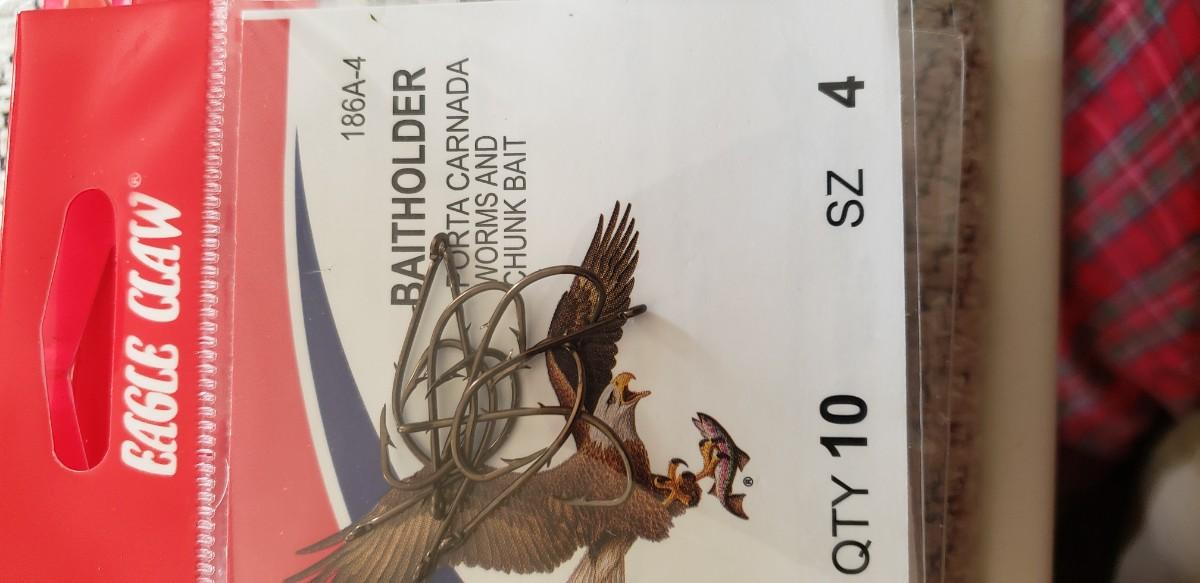 EAGLE CLAW®
186A-4
BAITHOLDER
PORTA CARNADA
WORMS AND
CHUNK BAIT
®
QTY 10 SZ 4